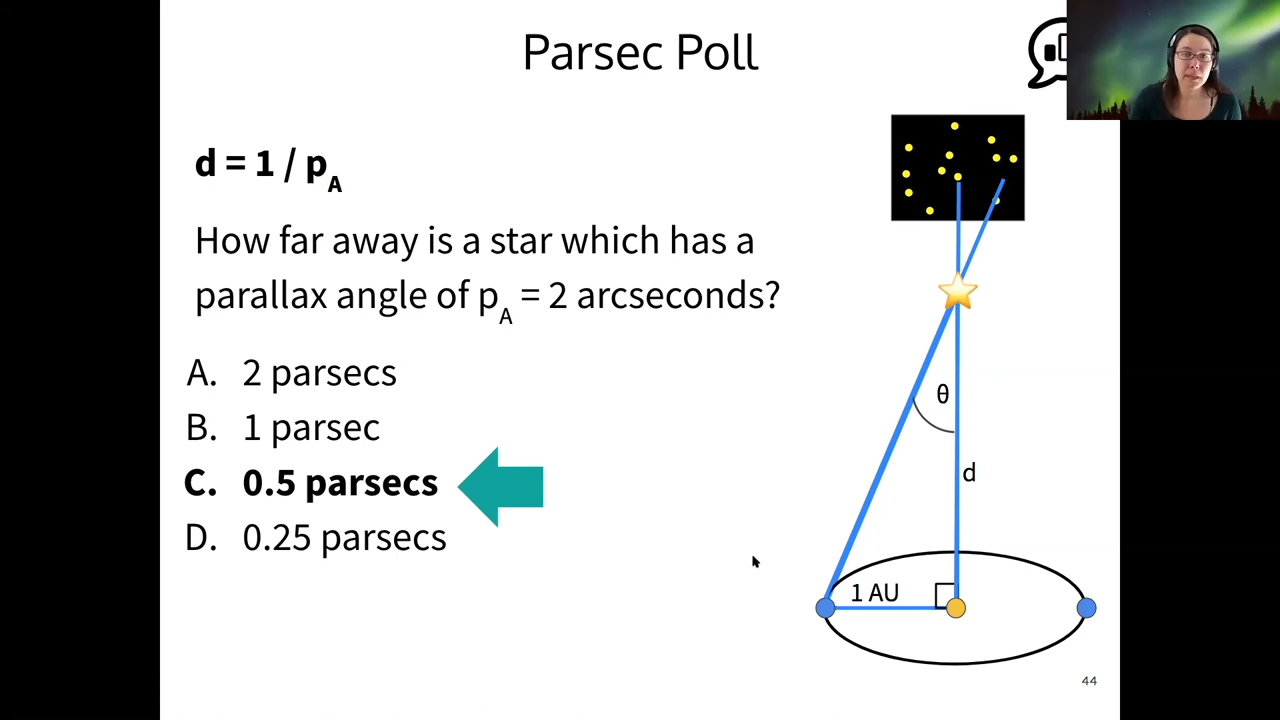 Parsec Poll
d = 1 / pA
How far away is a star which has a
parallax angle of pA = 2 arcseconds?
A. 2 parsecs
B. 1 parsec
C. 0.5 parsecs
D. 0.25 parsecs
θ
d
1 AU
44